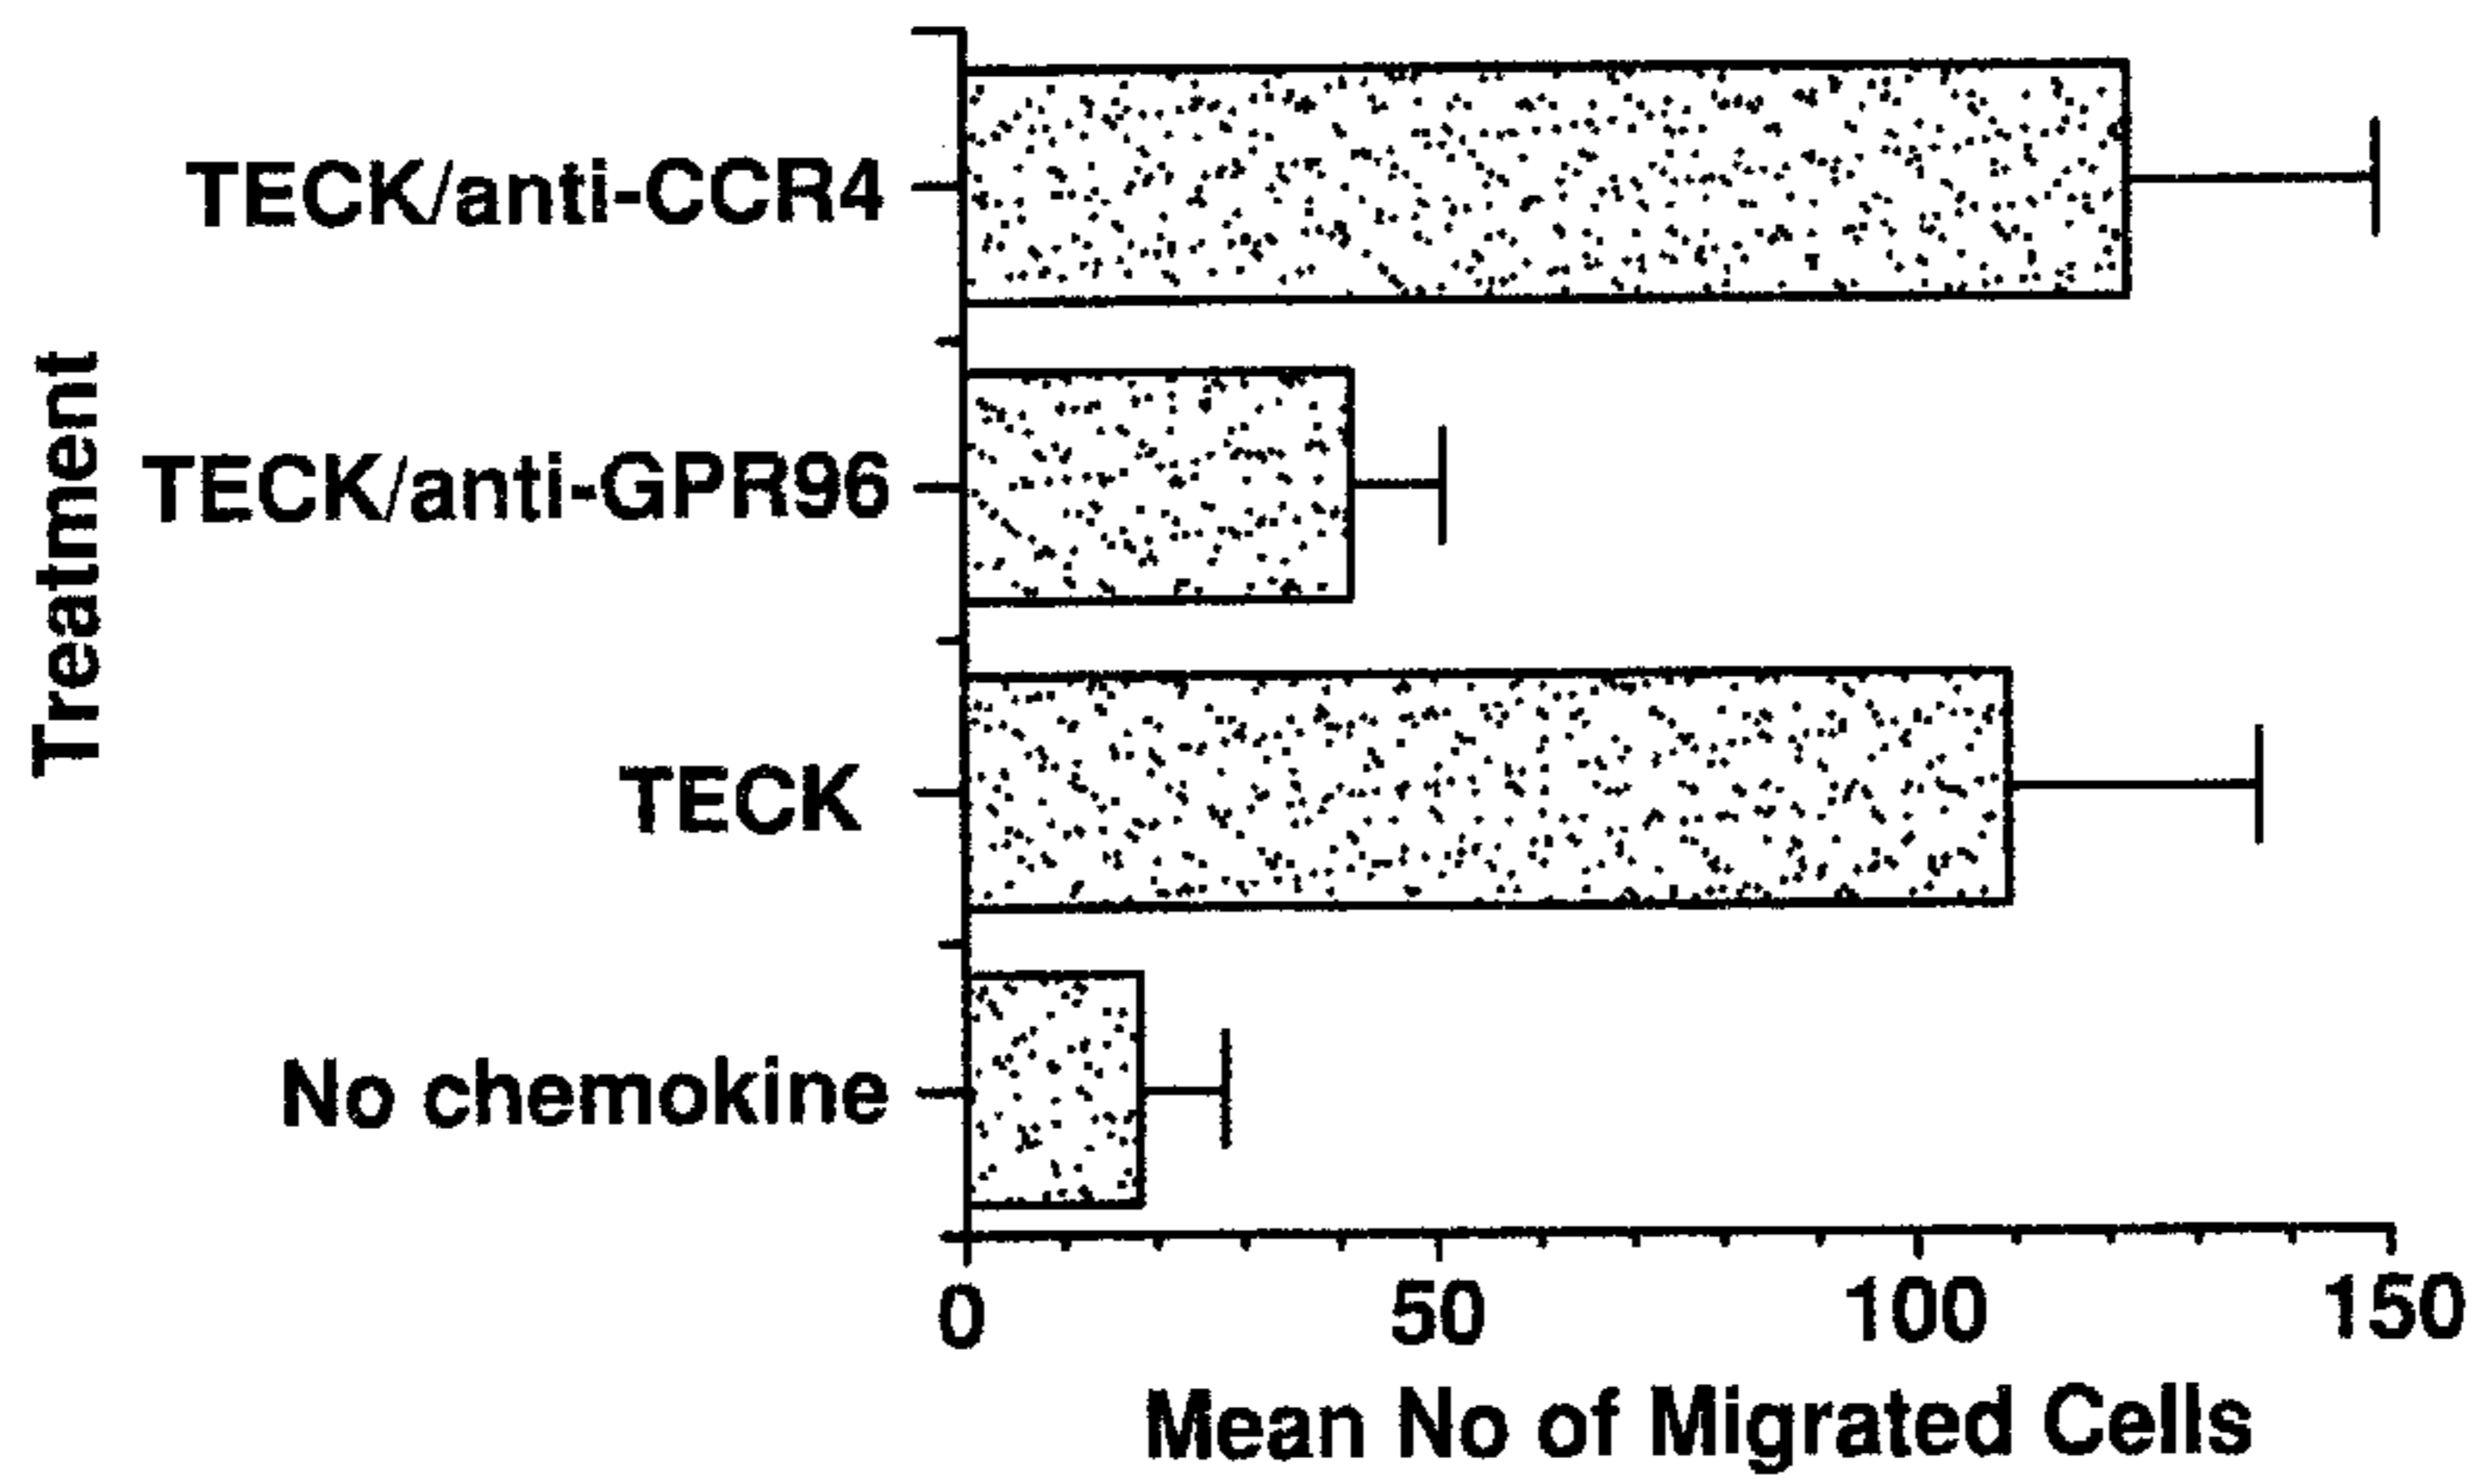 Treatment
TECK/anti-CCR4
TECK/anti-GPR96
TECK
No chemokine
0 50 100 150
Mean No of Migrated Cells